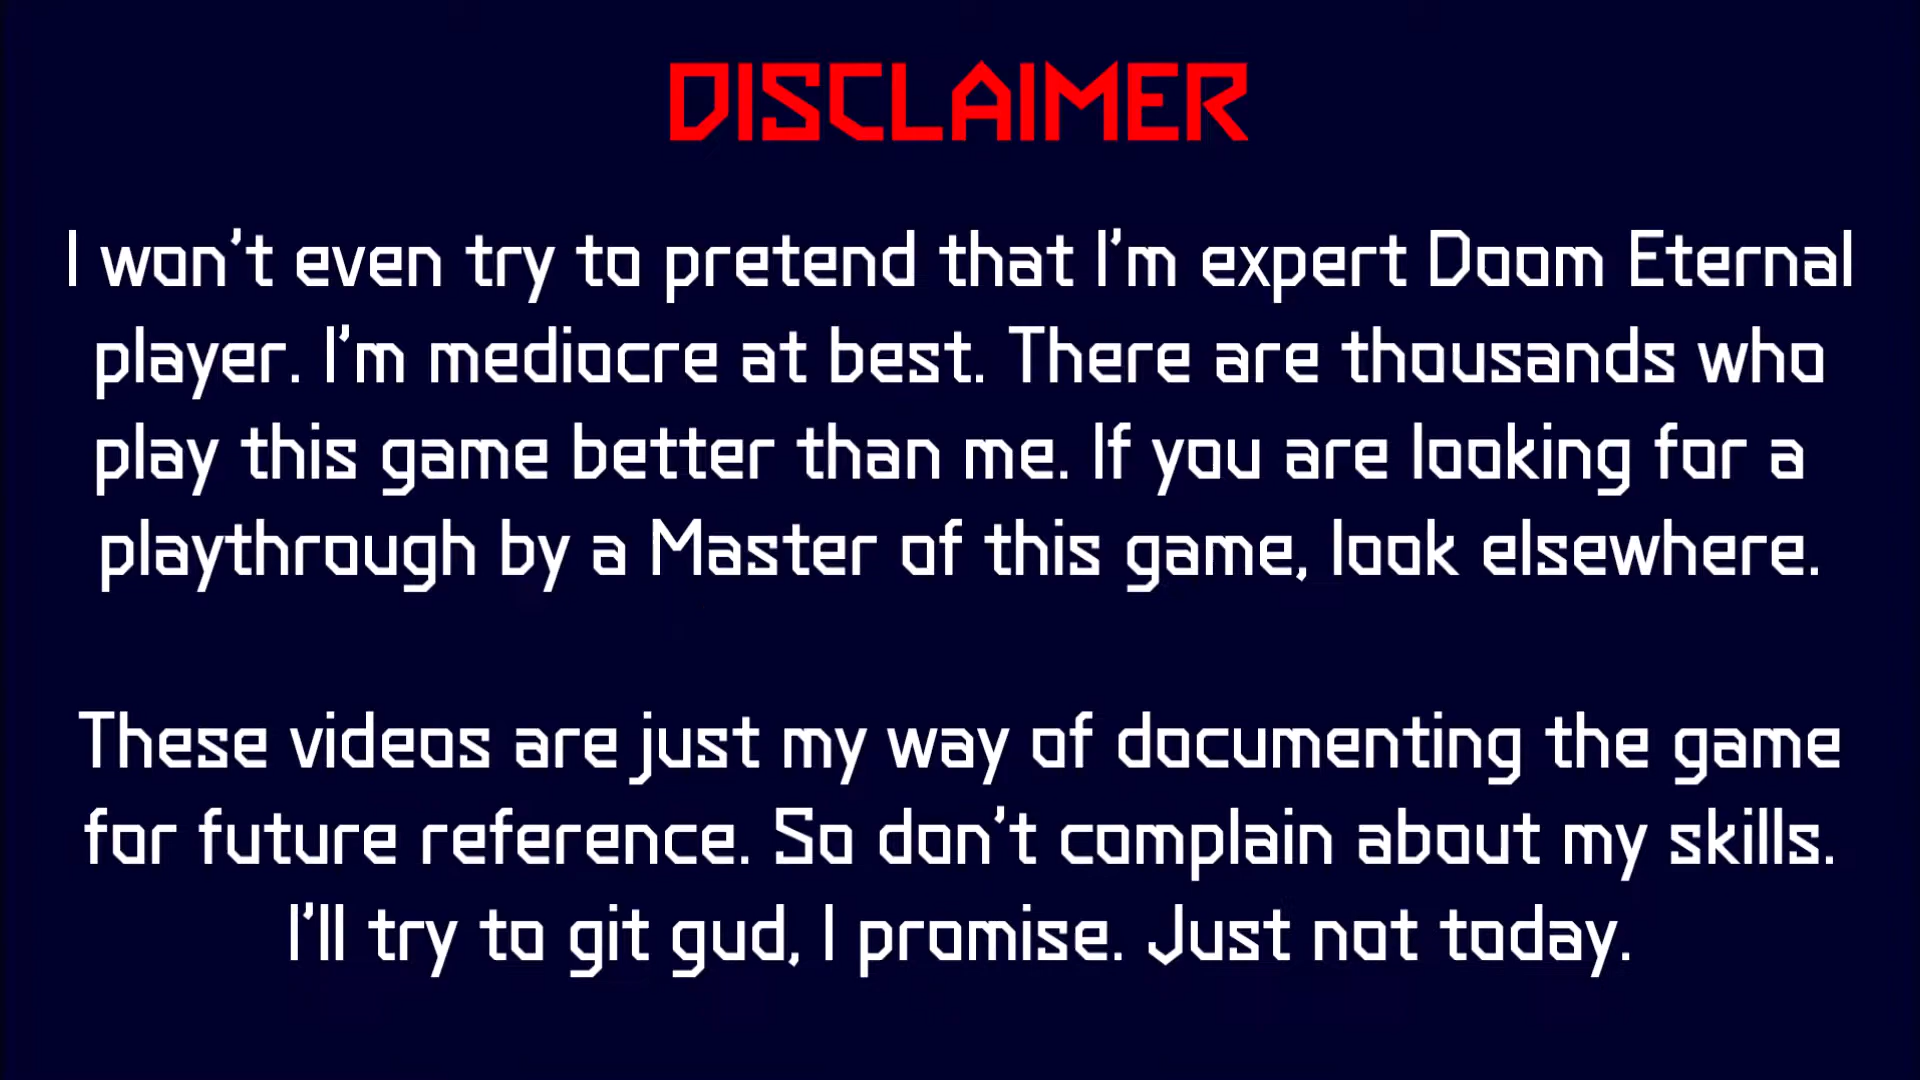 DISCLAIMER
I won't even try to pretend that I'm expert Doom Eternal
player. I'm mediocre at best. There are thousands who
play this game better than me. If you are looking for a
playthrough by a Master of this game, look elsewhere.
These videos are just my way of documenting the game
for future reference. So don't complain about my skills.
I'll try to git gud, I promise. Just not today.